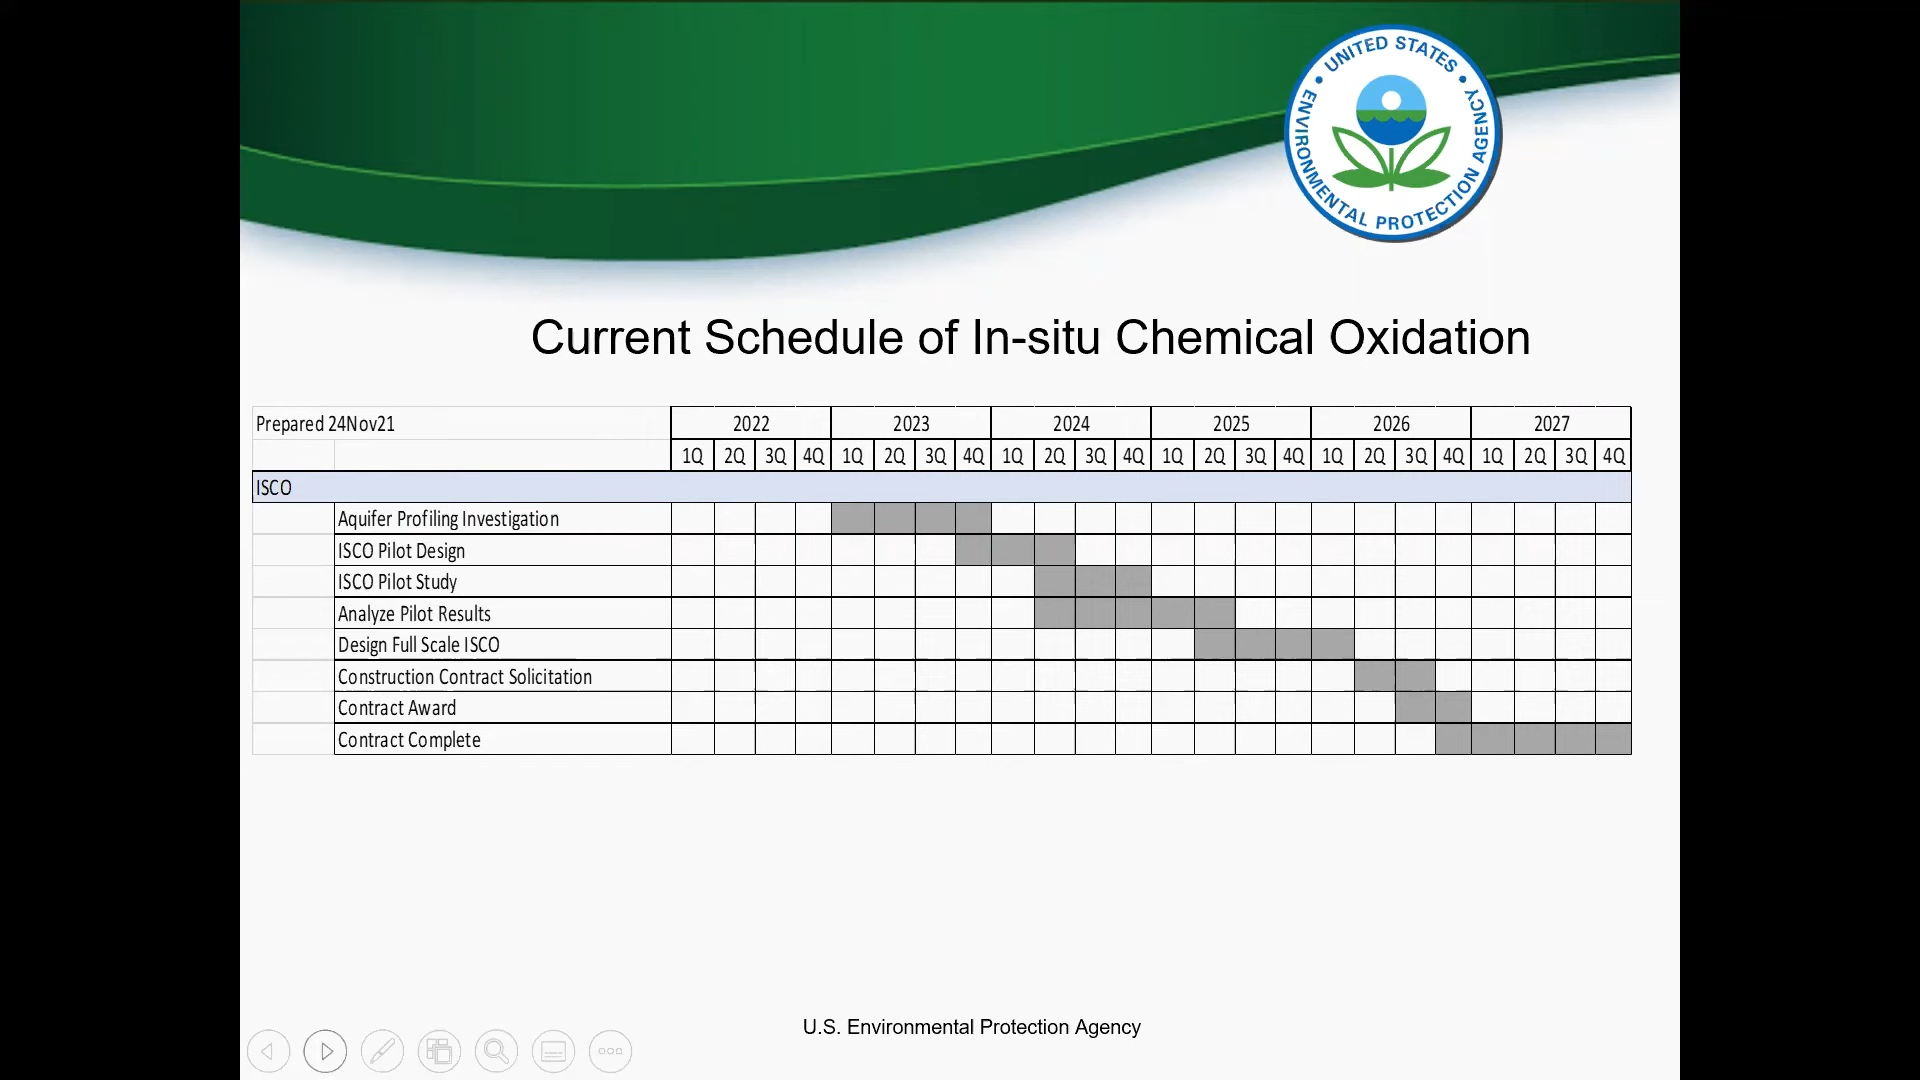 UNITED STATES
ENVIRONMENTAL PROTECTION AGENCY
Current Schedule of In-situ Chemical Oxidation
Prepared 24Nov21 2022 2023 2024 2025 2026 2027
1Q 2Q 3Q 4Q 1Q 2Q 3Q 4Q 1Q 2Q 3Q 4Q 1Q 2Q 3Q 4Q 1Q 2Q 3Q 4Q 1Q 2Q 3Q 4Q
ISCO
Aquifer Profiling Investigation
ISCO Pilot Design
ISCO Pilot Study
Analyze Pilot Results
Design Full Scale ISCO
Construction Contract Solicitation
Contract Award
Contract Complete
U.S. Environmental Protection Agency